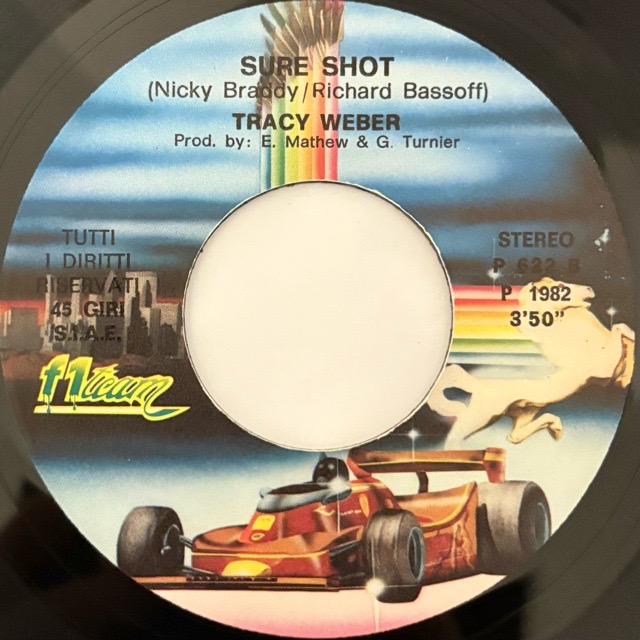 SURE SHOT
(Nicky Braddy/Richard Bassoff)
TRACY WEBER
Prod. by: E. Mathew & G. Turnier
TUTTI
I DIRITTI
RISERVATI
45 GIRI
S.I.A.E.
STEREO
P 622 B
P 1982
3'50"
f1 team